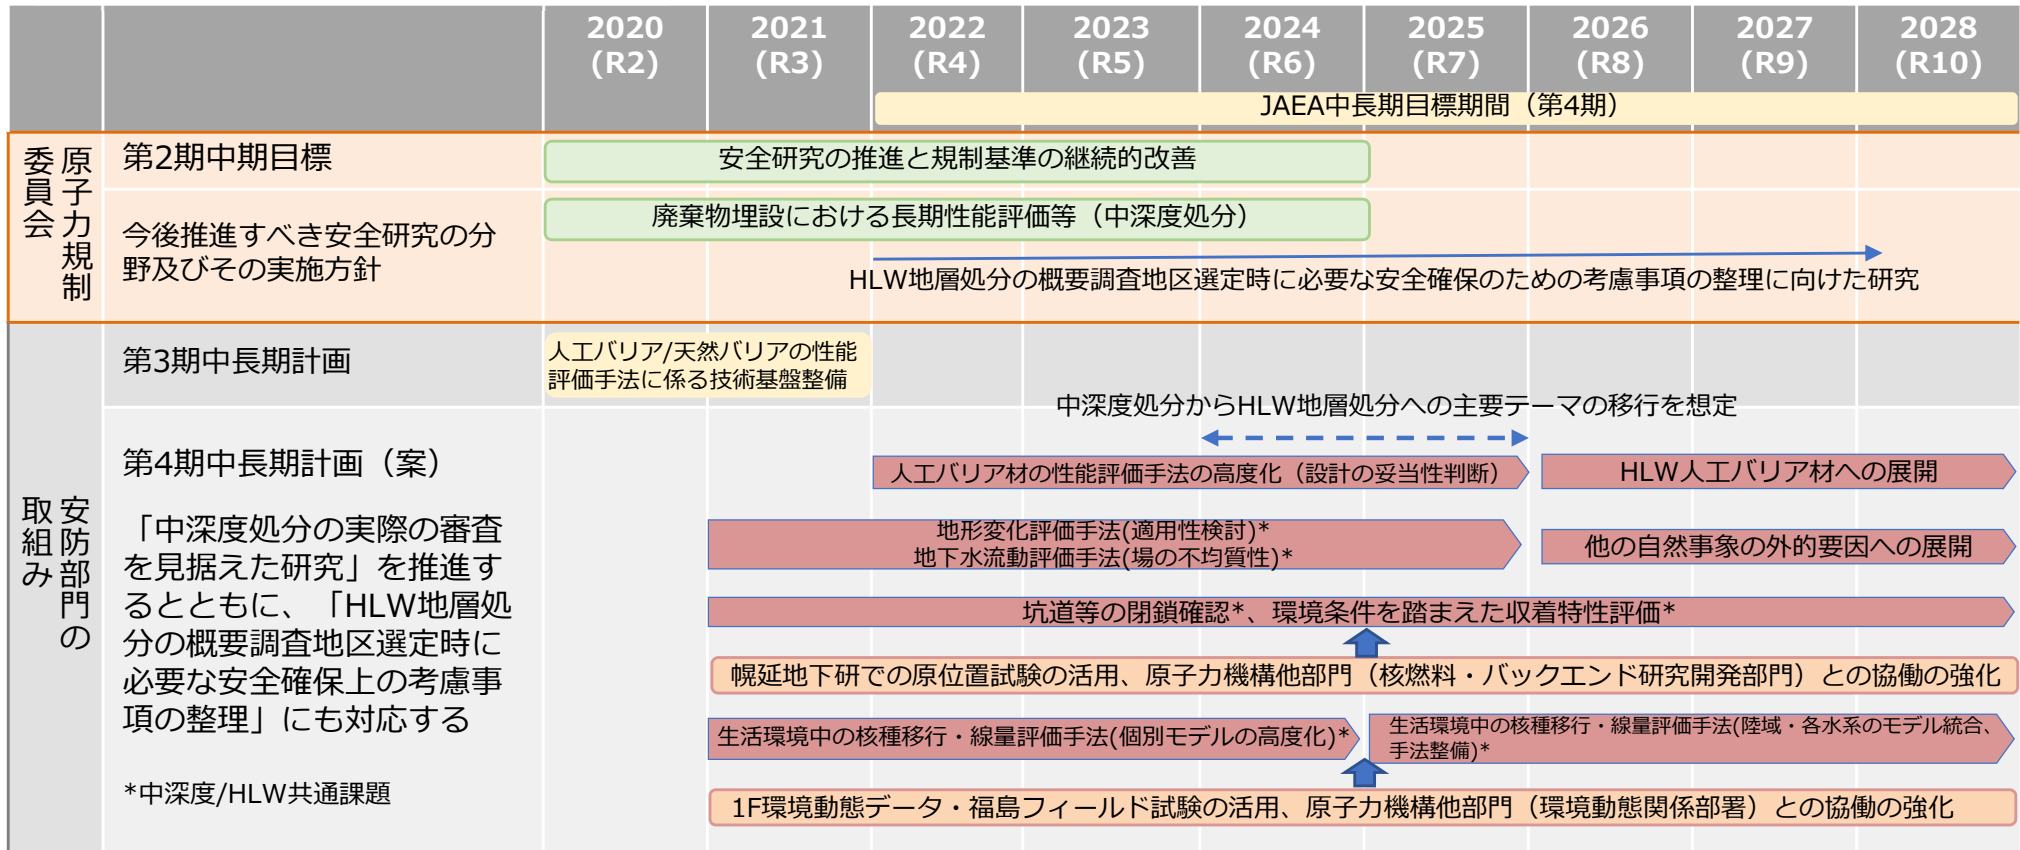 2020
(R2)
2021
(R3)
2022
(R4)
2023
(R5)
2024
(R6)
2025
(R7)
2026
(R8)
2027
(R9)
2028
(R10)
JAEA中長期目標期間（第4期）
原子力規制
委員会
第2期中期目標
安全研究の推進と規制基準の継続的改善
今後推進すべき安全研究の分
野及びその実施方針
廃棄物埋設における長期性能評価等（中深度処分）
HLW地層処分の概要調査地区選定時に必要な安全確保のための考慮事項の整理に向けた研究
安防部門の
取組み
第3期中長期計画
人工バリア/天然バリアの性能
評価手法に係る技術基盤整備
中深度処分からHLW地層処分への主要テーマの移行を想定
第4期中長期計画（案）
「中深度処分の実際の審査
を見据えた研究」を推進す
るとともに、「HLW地層処
分の概要調査地区選定時に
必要な安全確保上の考慮事
項の整理」にも対応する
*中深度/HLW共通課題
人工バリア材の性能評価手法の高度化（設計の妥当性判断）
HLW人工バリア材への展開
地形変化評価手法(適用性検討)*
地下水流動評価手法(場の不均質性)*
他の自然事象の外的要因への展開
坑道等の閉鎖確認*、環境条件を踏まえた収着特性評価*
幌延地下研での原位置試験の活用、原子力機構他部門（核燃料・バックエンド研究開発部門）との協働の強化
生活環境中の核種移行・線量評価手法(個別モデルの高度化)*
生活環境中の核種移行・線量評価手法(陸域・各水系のモデル統合、
手法整備)*
1F環境動態データ・福島フィールド試験の活用、原子力機構他部門（環境動態関係部署）との協働の強化